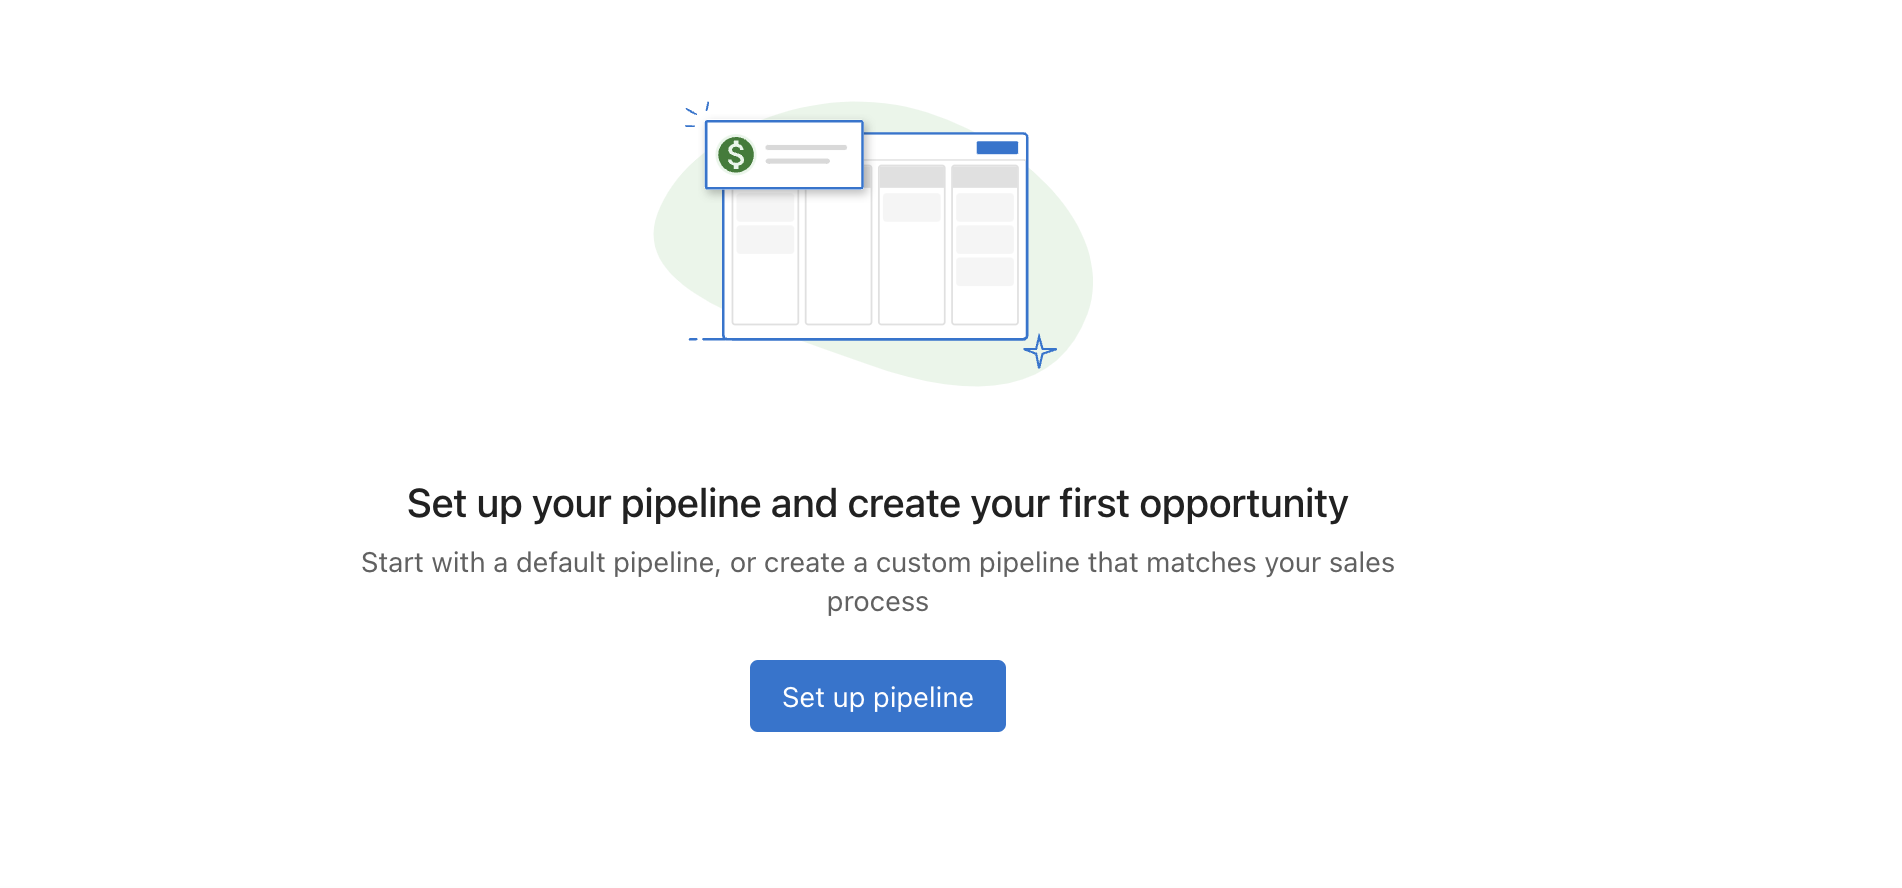 Set up your pipeline and create your first opportunity
Start with a default pipeline, or create a custom pipeline that matches your sales
process
Set up pipeline